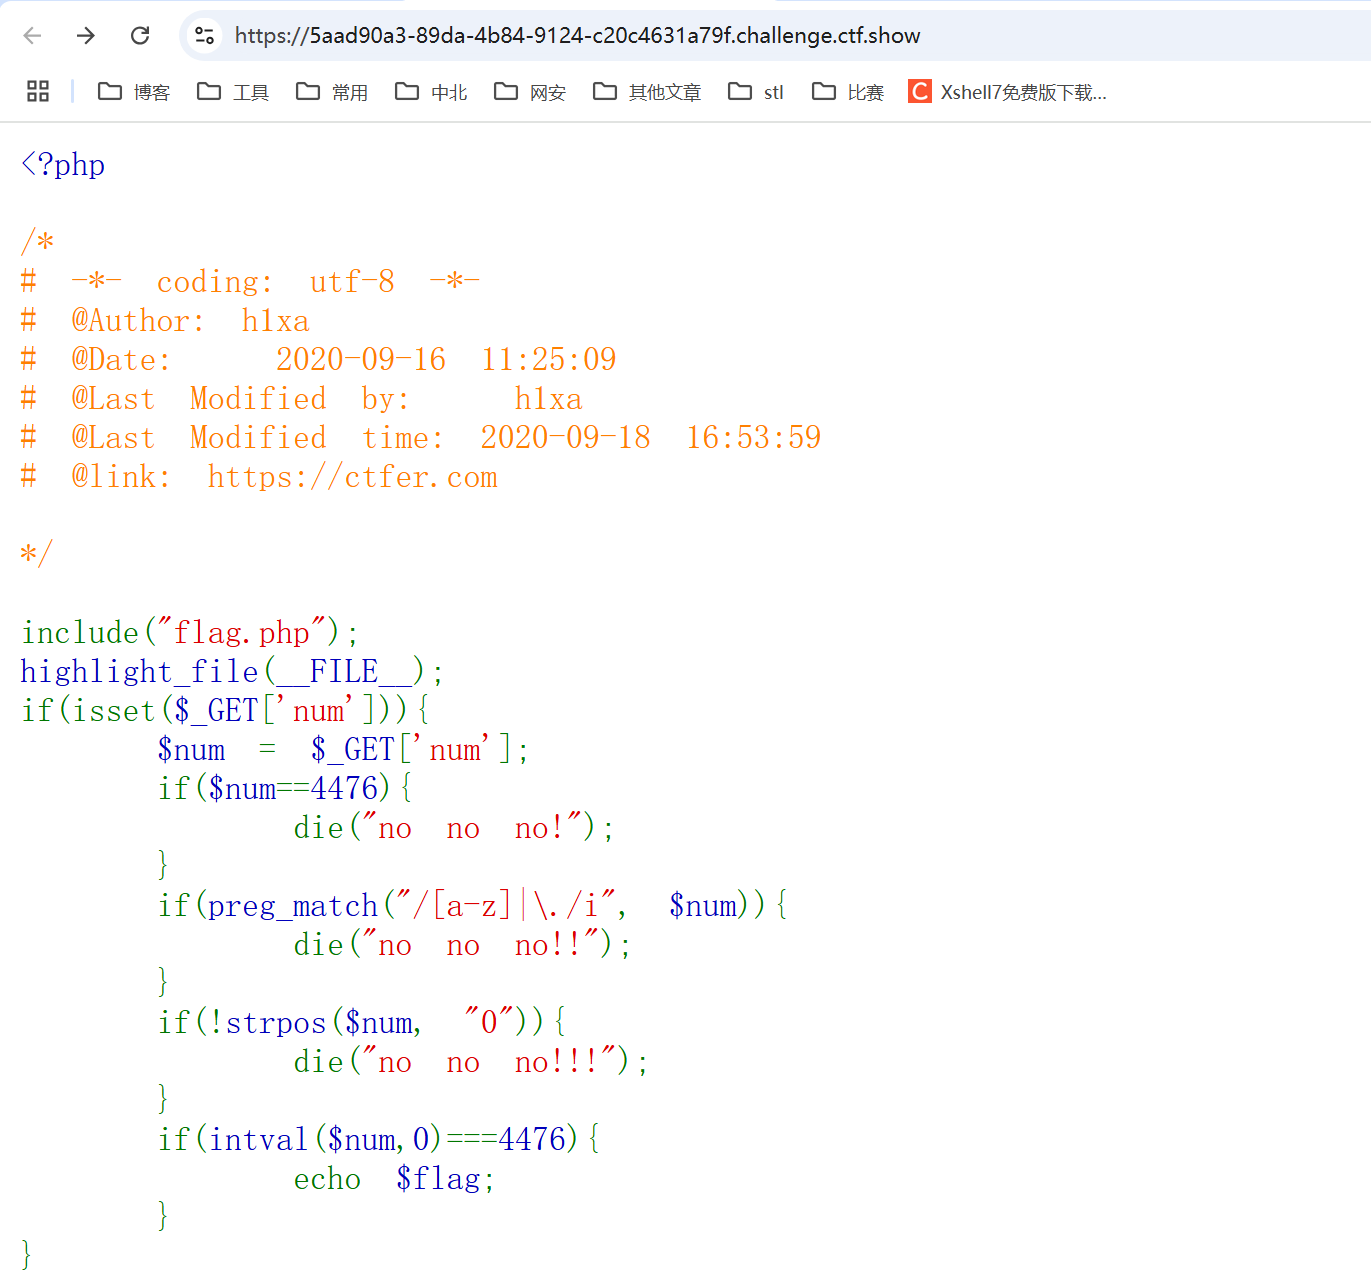 https://5aad90a3-89da-4b84-9124-c20c4631a79f.challenge.ctf.show
博客 工具 常用 中北 网安 其他文章 stl 比赛 C Xshell7免费版下载...
<?php
/*
# -*- coding: utf-8 -*-
# @Author: h1xa
# @Date: 2020-09-16 11:25:09
# @Last Modified by: h1xa
# @Last Modified time: 2020-09-18 16:53:59
# @link: https://ctfer.com
*/
include("flag.php");
highlight_file(__FILE__);
if(isset($_GET['num'])){
$num = $_GET['num'];
if($num==4476){
die("no no no!");
}
if(preg_match("/[a-z]|\./i", $num)){
die("no no no!!");
}
if(!strpos($num, "0")){
die("no no no!!!");
}
if(intval($num,0)===4476){
echo $flag;
}
}